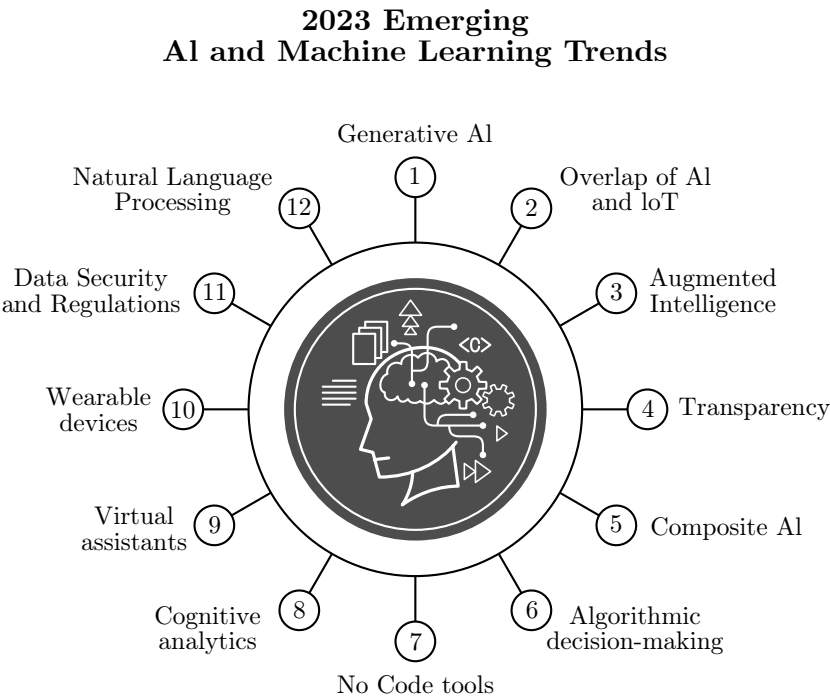 2023 Emerging
Al and Machine Learning Trends
Generative Al
1
Overlap of Al
and loT
2
Augmented
Intelligence
3
Transparency
4
Composite Al
5
Algorithmic
decision-making
6
No Code tools
7
Cognitive
analytics
8
Virtual
assistants
9
Wearable
devices
10
Data Security
and Regulations
11
Natural Language
Processing
12
<C>